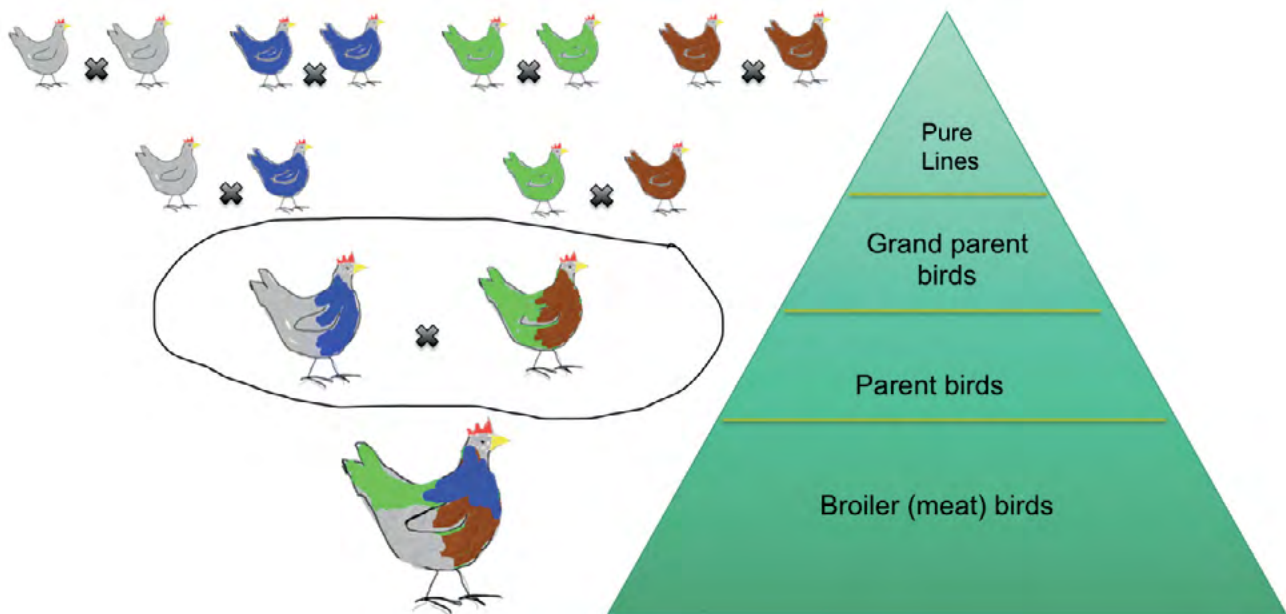 Pure
Lines
Grand parent
birds
Parent birds
Broiler (meat) birds